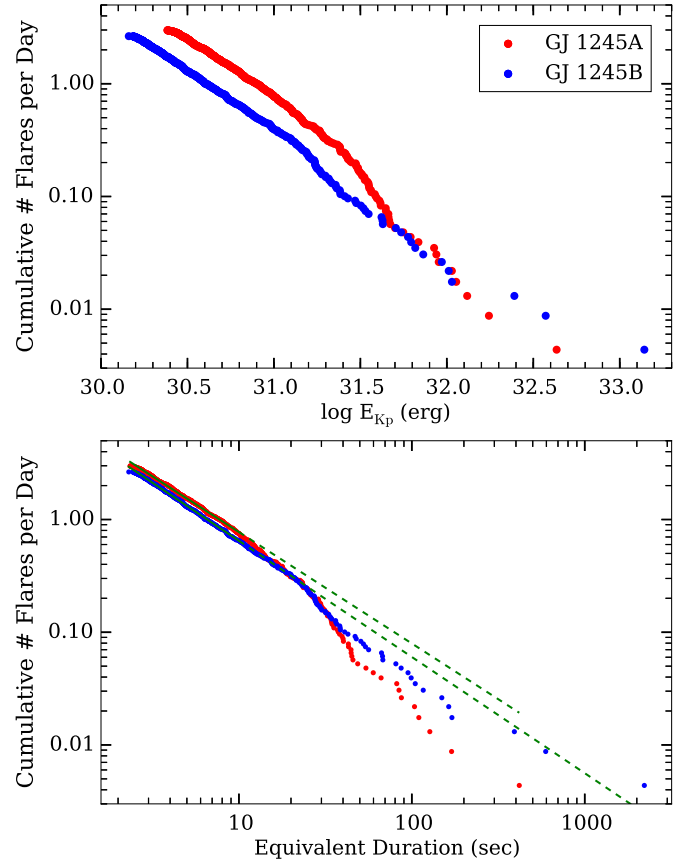 GJ 1245A
GJ 1245B
Cumulative # Flares per Day
1.00
0.10
0.01
30.0 30.5 31.0 31.5 32.0 32.5 33.0
log E_Kp (erg)
Cumulative # Flares per Day
1.00
0.10
0.01
10 100 1000
Equivalent Duration (sec)